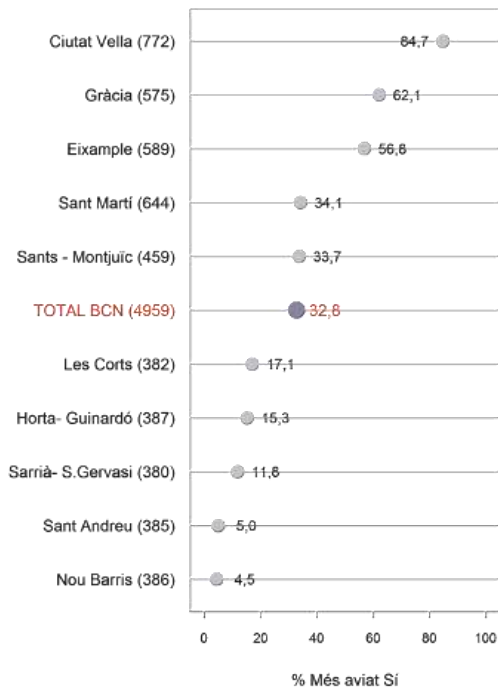 Ciutat Vella (772) 84,7
Gràcia (575) 62,1
Eixample (589) 56,8
Sant Martí (644) 34,1
Sants - Montjuïc (459) 33,7
TOTAL BCN (4959) 32,8
Les Corts (382) 17,1
Horta- Guinardó (387) 15,3
Sarrià- S.Gervasi (380) 11,8
Sant Andreu (385) 5,0
Nou Barris (386) 4,5
0 20 40 60 80 100
% Més aviat Sí